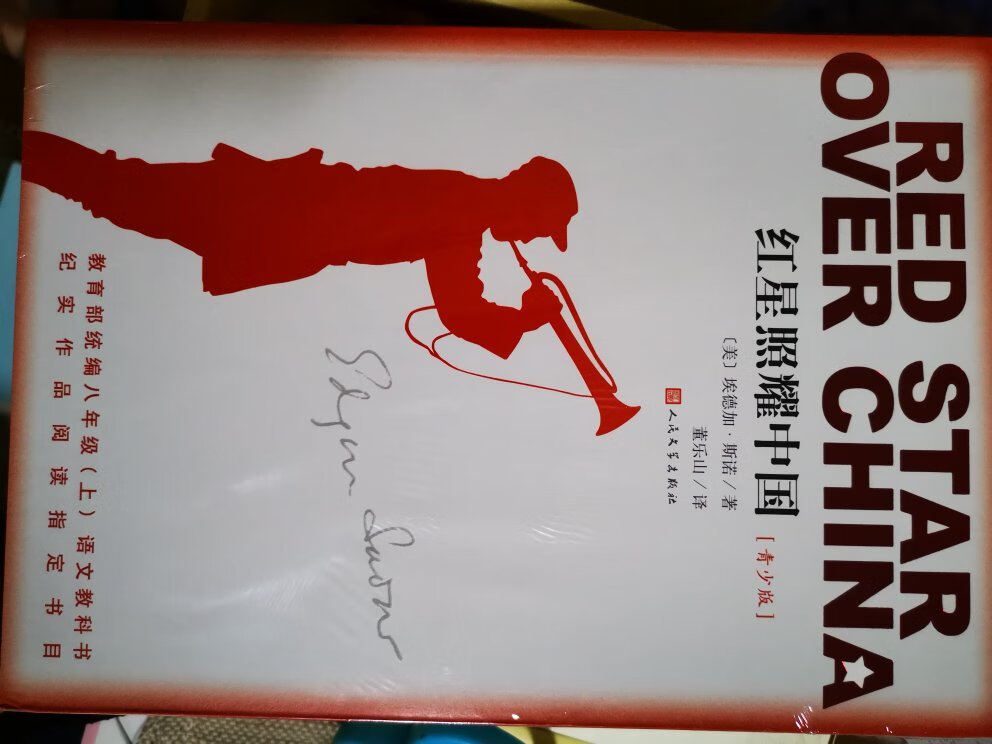 RED STAR
OVER CHINA
红星照耀中国[青少版]
〔美〕埃德加·斯诺/著
董乐山/译
人民文学出版社
Edgar Snow
教育部统编八年级(上)语文教科书
纪实作品阅读指定书目